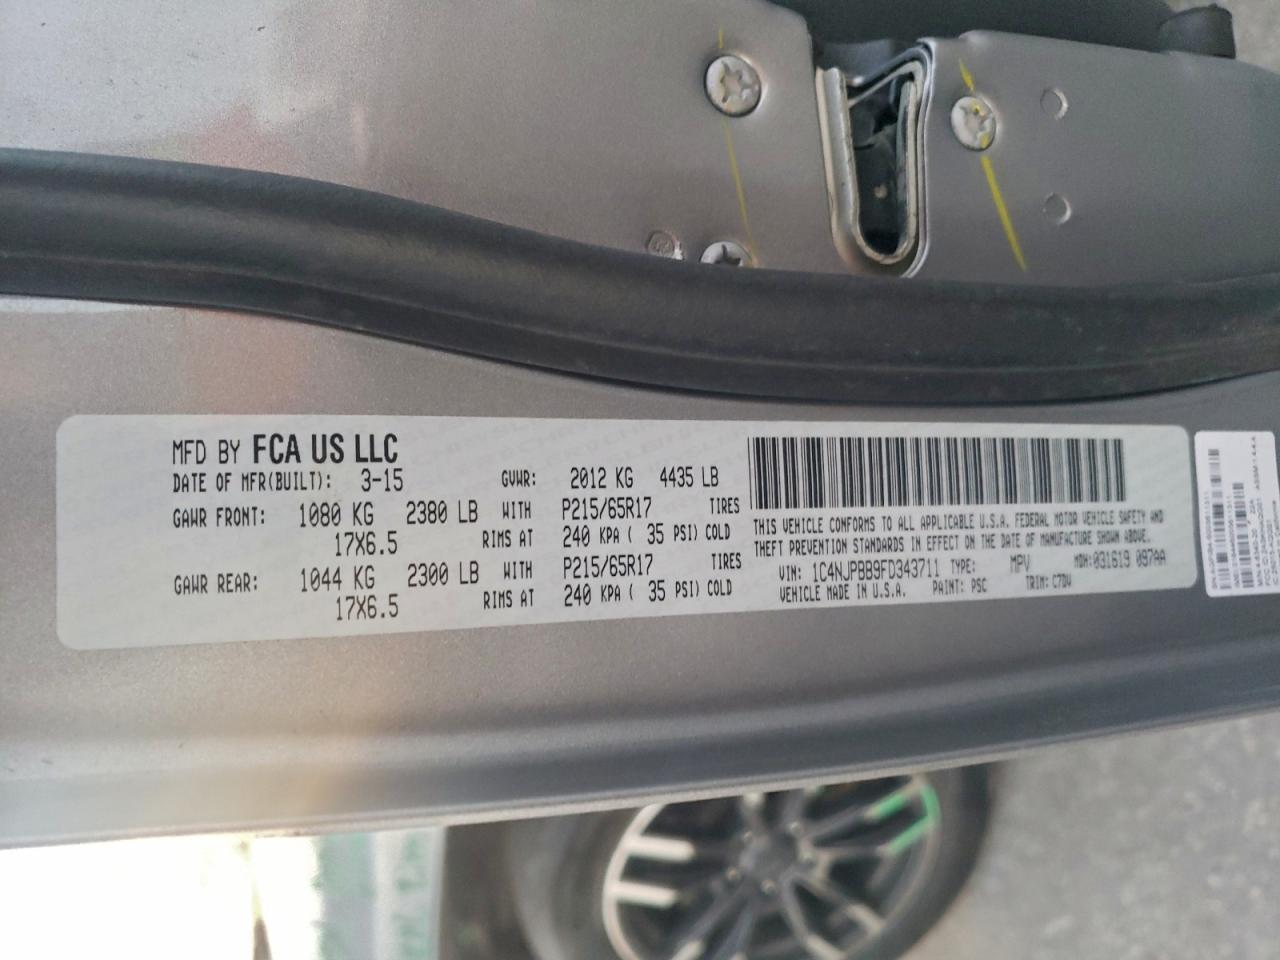 MFD BY FCA US LLC
DATE OF MFR(BUILT): 3-15 GVWR: 2012 KG 4435 LB
GAWR FRONT: 1080 KG 2380 LB WITH P215/65R17 TIRES
17X6.5 RIMS AT 240 KPA ( 35 PSI) COLD
GAWR REAR: 1044 KG 2300 LB WITH P215/65R17 TIRES
17X6.5 RIMS AT 240 KPA ( 35 PSI) COLD
THIS VEHICLE CONFORMS TO ALL APPLICABLE U.S.A. FEDERAL MOTOR VEHICLE SAFETY AND
THEFT PREVENTION STANDARDS IN EFFECT ON THE DATE OF MANUFACTURE SHOWN ABOVE.
VIN: 1C4NJPBB9FD343711 TYPE: MPV MDH:031619 097AA
VEHICLE MADE IN U.S.A. PAINT: PSC TRIM: C7DV